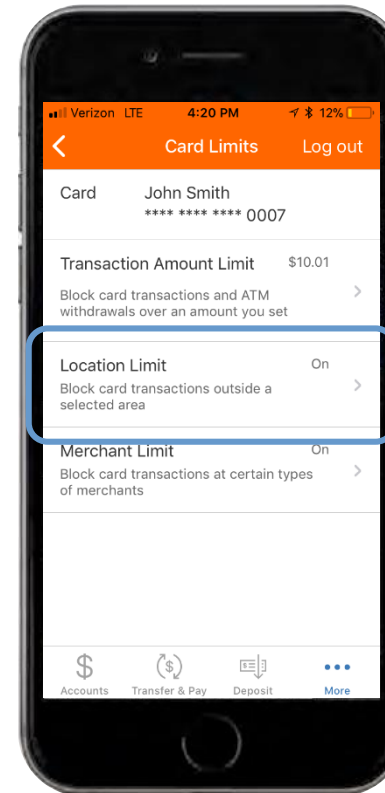 Verizon LTE 4:20 PM 12%
Card Limits Log out
Card John Smith
**** **** **** 0007
Transaction Amount Limit $10.01
Block card transactions and ATM
withdrawals over an amount you set
Location Limit On
Block card transactions outside a
selected area
Merchant Limit On
Block card transactions at certain types
of merchants
Accounts Transfer & Pay Deposit More